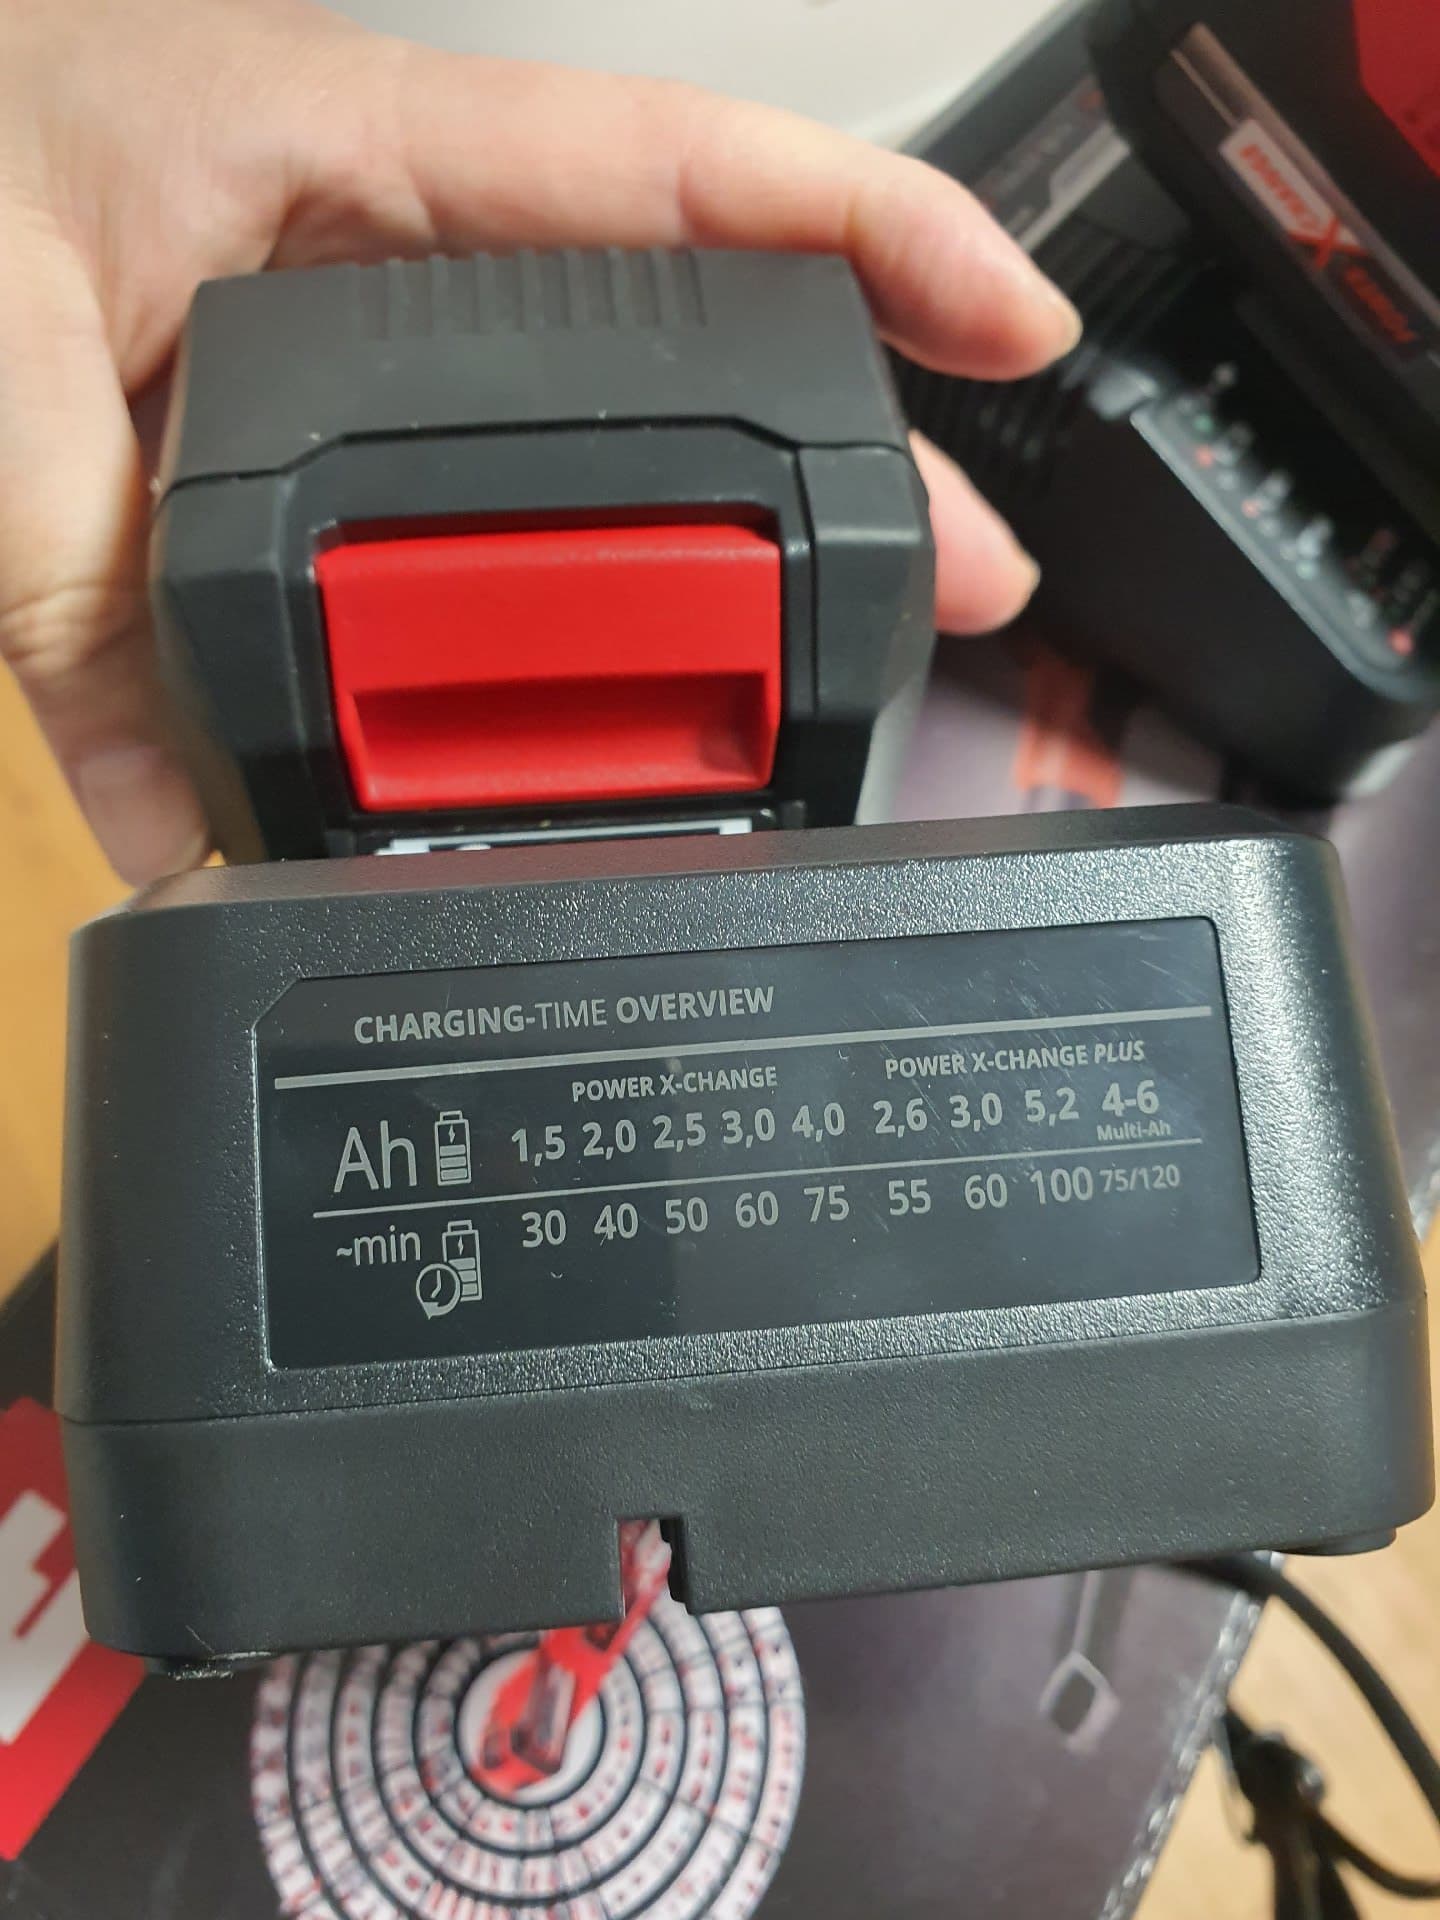 CHARGING-TIME OVERVIEW
POWER X-CHANGE POWER X-CHANGE PLUS
Ah 1,5 2,0 2,5 3,0 4,0 2,6 3,0 5,2 4-6
Multi-Ah
~min 30 40 50 60 75 55 60 100 75/120
POWER X-CHANGE